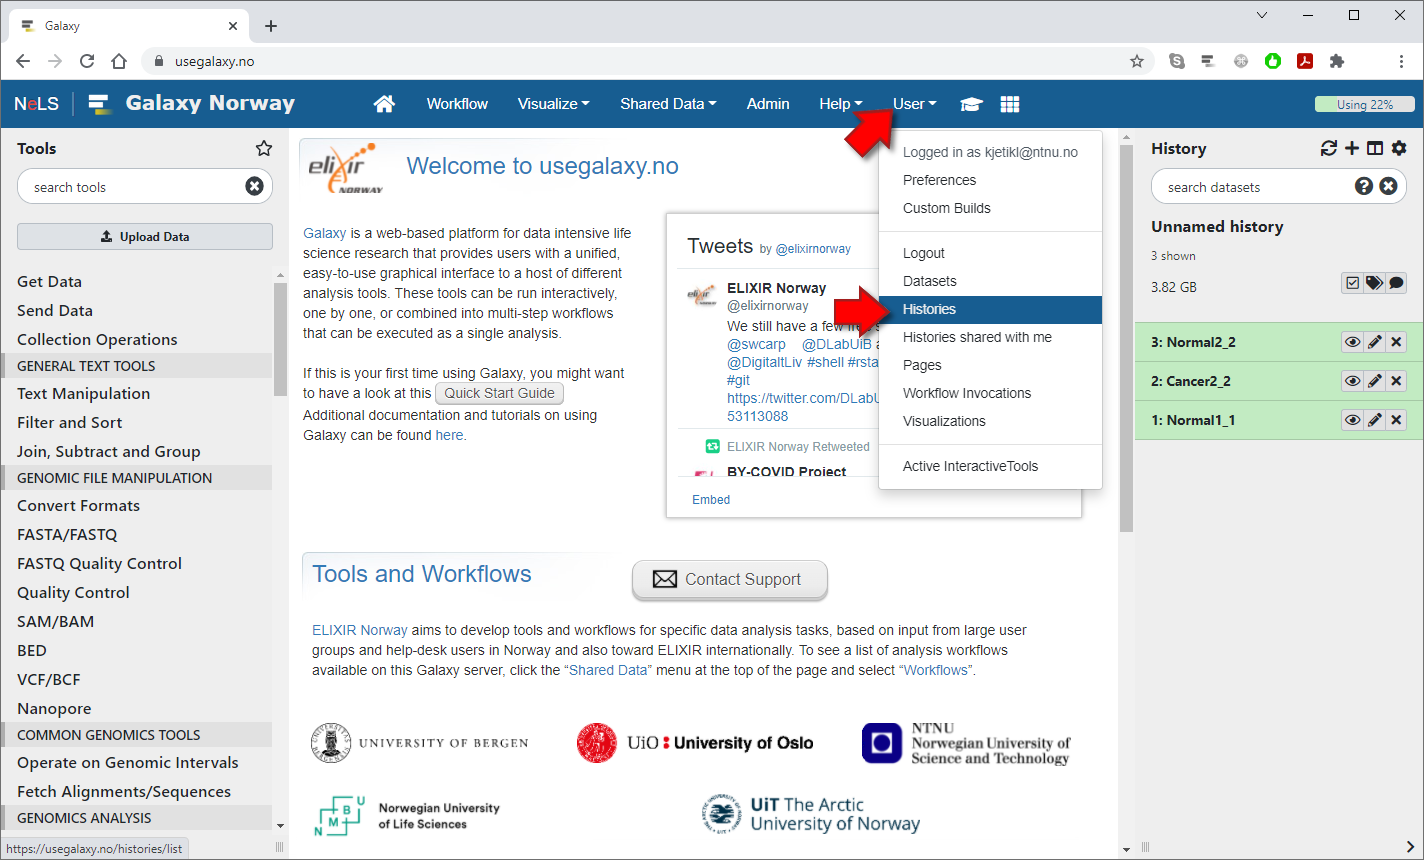 Galaxy
usegalaxy.no
NeLS
Galaxy Norway
Workflow
Visualize
Shared Data
Admin
Help
User
Using 22%
Tools
search tools
Upload Data
Get Data
Send Data
Collection Operations
GENERAL TEXT TOOLS
Text Manipulation
Filter and Sort
Join, Subtract and Group
GENOMIC FILE MANIPULATION
Convert Formats
FASTA/FASTQ
FASTQ Quality Control
Quality Control
SAM/BAM
BED
VCF/BCF
Nanopore
COMMON GENOMICS TOOLS
Operate on Genomic Intervals
Fetch Alignments/Sequences
GENOMICS ANALYSIS
https://usegalaxy.no/histories/list
elixir
NORWAY
Welcome to usegalaxy.no
Galaxy is a web-based platform for data intensive life
science research that provides users with a unified,
easy-to-use graphical interface to a host of different
analysis tools. These tools can be run interactively,
one by one, or combined into multi-step workflows
that can be executed as a single analysis.
If this is your first time using Galaxy, you might want
to have a look at this Quick Start Guide
Additional documentation and tutorials on using
Galaxy can be found here.
Tweets by @elixirnorway
elixir
NORWAY
ELIXIR Norway
@elixirnorway
We still have a few free s
@swcarp @DLabUiB a
@DigitaltLiv #shell #rsta
#git
https://twitter.com/DLabU
53113088
ELIXIR Norway Retweeted
BY-COVID Project
Embed
Logged in as kjetikl@ntnu.no
Preferences
Custom Builds
Logout
Datasets
Histories
Histories shared with me
Pages
Workflow Invocations
Visualizations
Active InteractiveTools
Tools and Workflows
Contact Support
ELIXIR Norway aims to develop tools and workflows for specific data analysis tasks, based on input from large user
groups and help-desk users in Norway and also toward ELIXIR internationally. To see a list of analysis workflows
available on this Galaxy server, click the “Shared Data” menu at the top of the page and select “Workflows”.
UNIVERSITY OF BERGEN
UiO : University of Oslo
NTNU
Norwegian University of
Science and Technology
N M B U
Norwegian University
of Life Sciences
UiT The Arctic
University of Norway
History
search datasets
Unnamed history
3 shown
3.82 GB
3: Normal2_2
2: Cancer2_2
1: Normal1_1